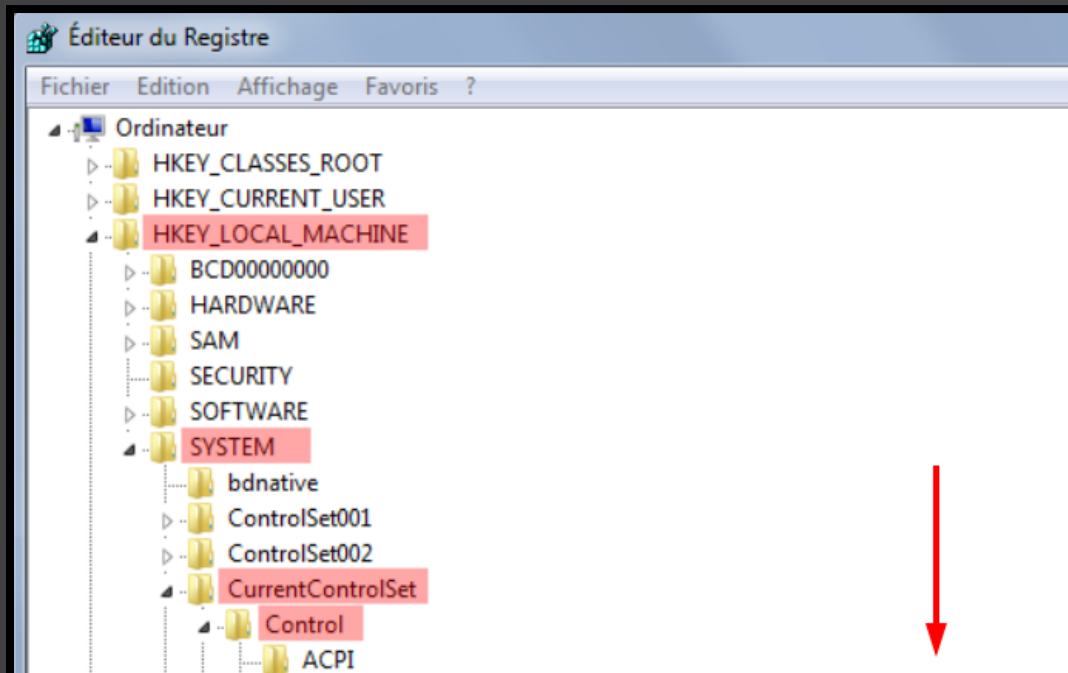 Éditeur du Registre
Fichier Edition Affichage Favoris ?
Ordinateur
HKEY_CLASSES_ROOT
HKEY_CURRENT_USER
HKEY_LOCAL_MACHINE
BCD00000000
HARDWARE
SAM
SECURITY
SOFTWARE
SYSTEM
bdnative
ControlSet001
ControlSet002
CurrentControlSet
Control
ACPI